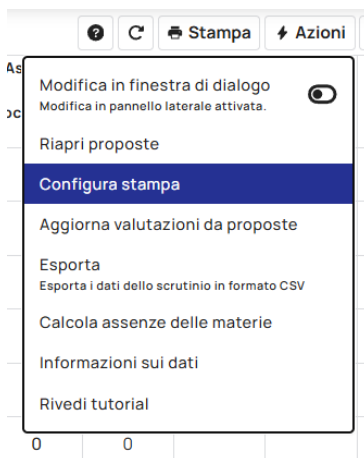 Stampa Azioni
As
Modifica in finestra di dialogo
Modifica in pannello laterale attivata.
oc
Riapri proposte
Configura stampa
Aggiorna valutazioni da proposte
Esporta
Esporta i dati dello scrutinio in formato CSV
Calcola assenze delle materie
Informazioni sui dati
Rivedi tutorial
0 0